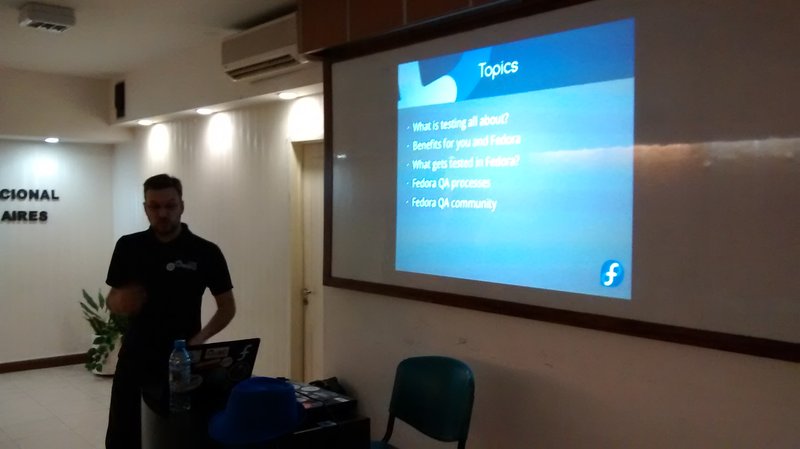 CIONAL
AIRES
Topics
· What is testing all about?
· Benefits for you and Fedora
· What gets tested in Fedora?
· Fedora QA processes
· Fedora QA community